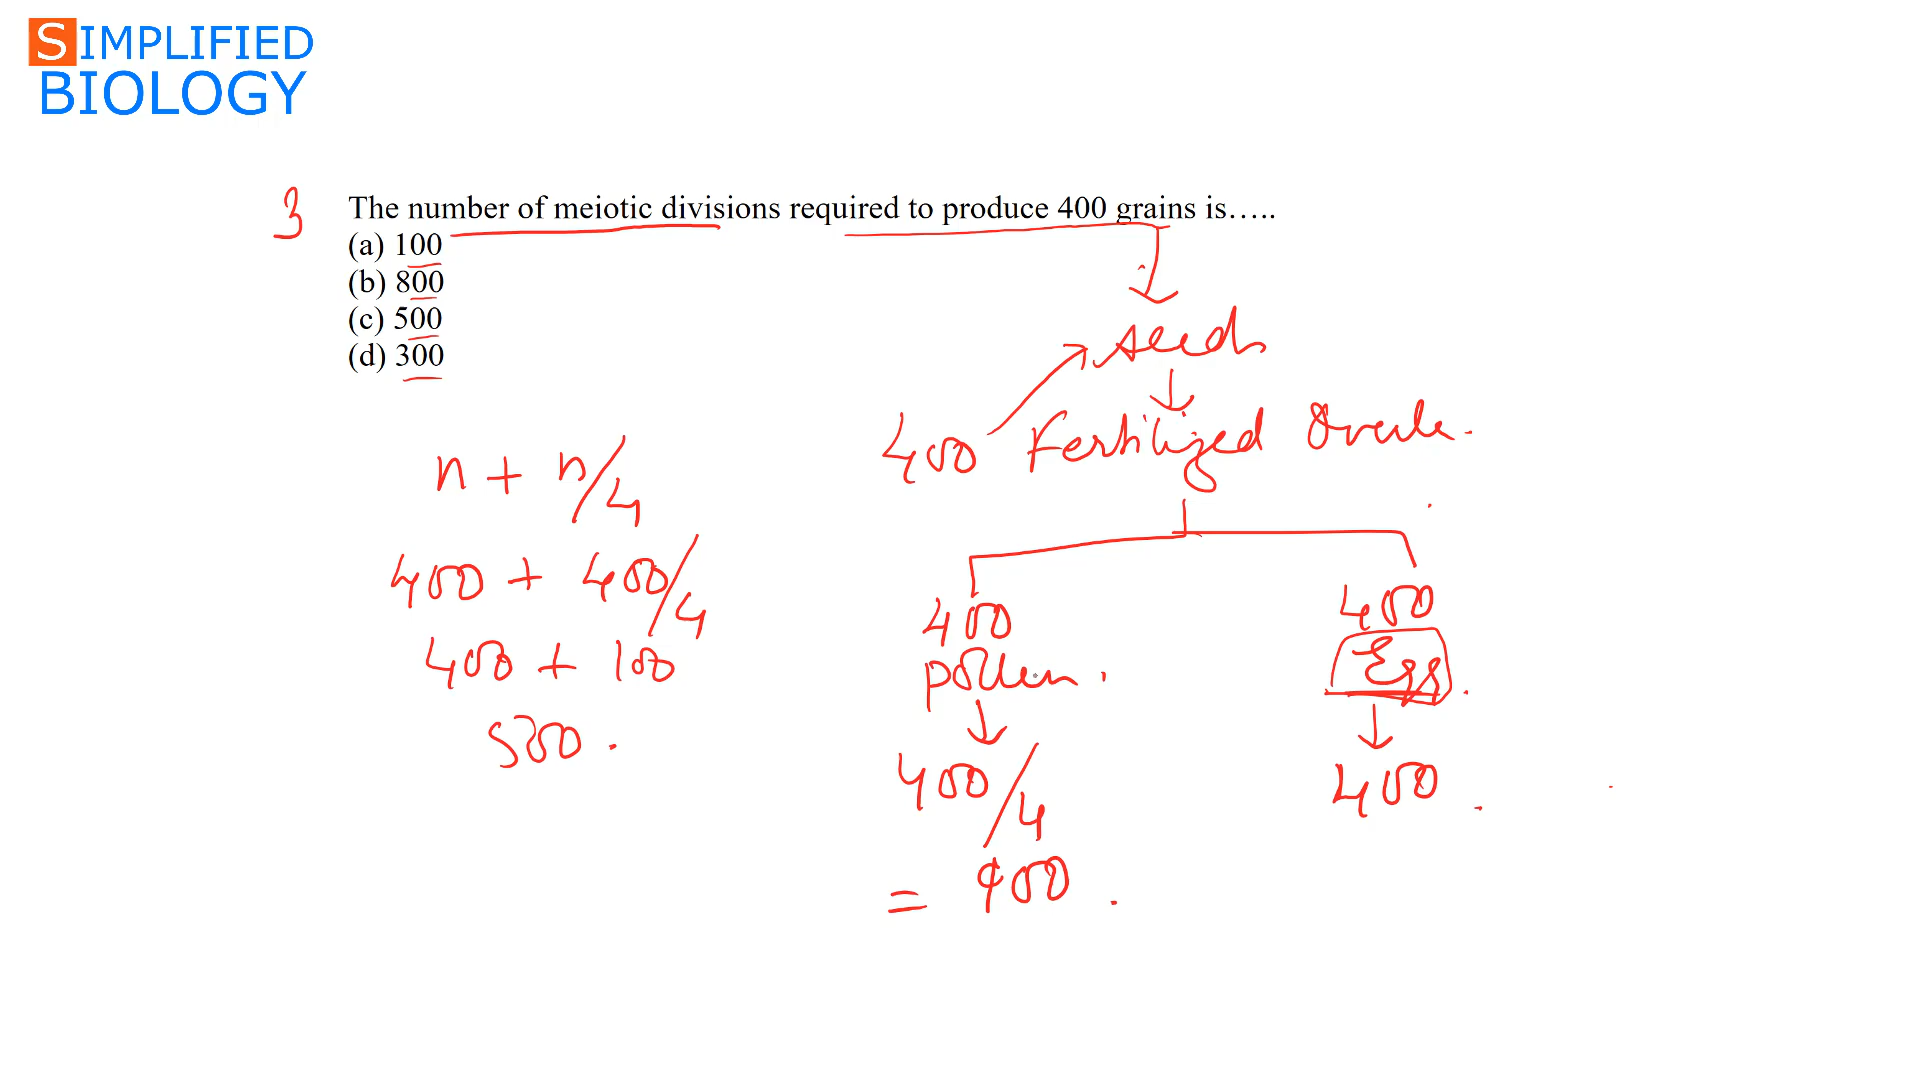 SIMPLIFIED
BIOLOGY
3 The number of meiotic divisions required to produce 400 grains is…..
(a) 100
(b) 800
(c) 500
(d) 300
seeds
400 Fertilized Ovule.
n + n/4
400 + 400/4
400 + 100
500.
400
pollen.
400/4
= 100.
400
Egg.
400.